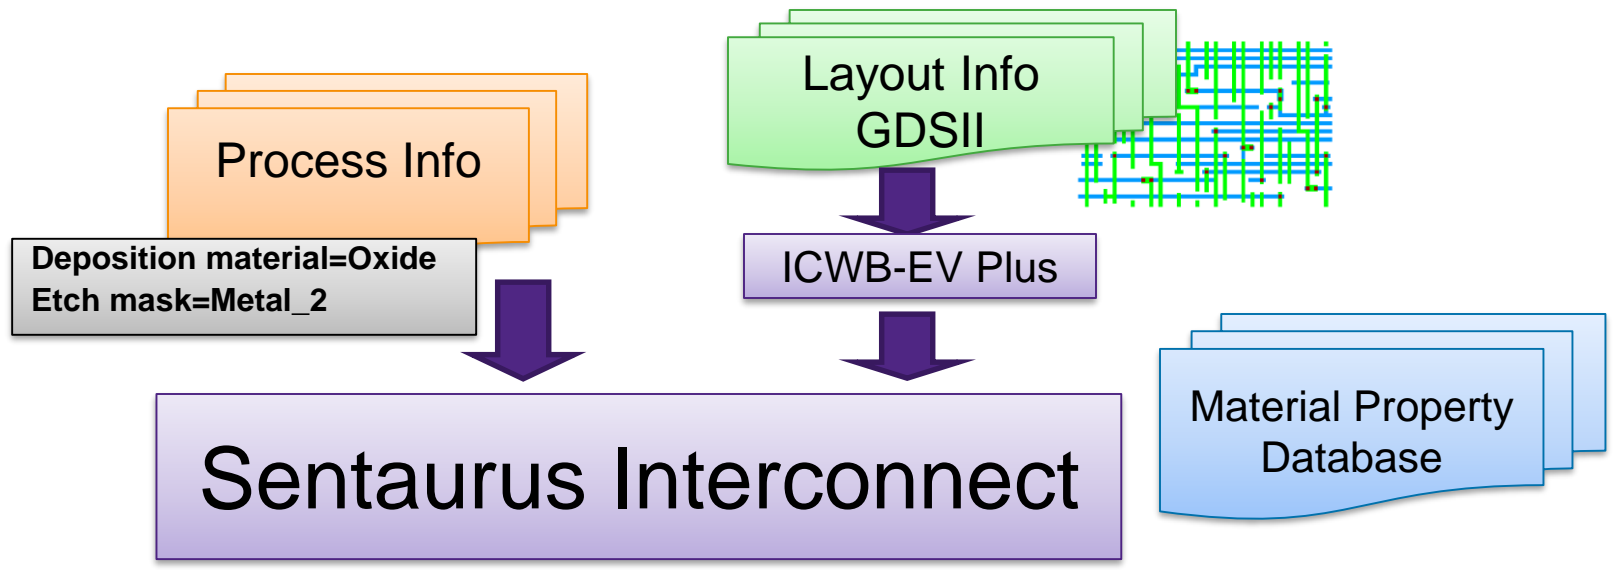 Layout Info
GDSII
Process Info
Deposition material=Oxide
Etch mask=Metal_2
ICWB-EV Plus
Material Property
Database
Sentaurus Interconnect